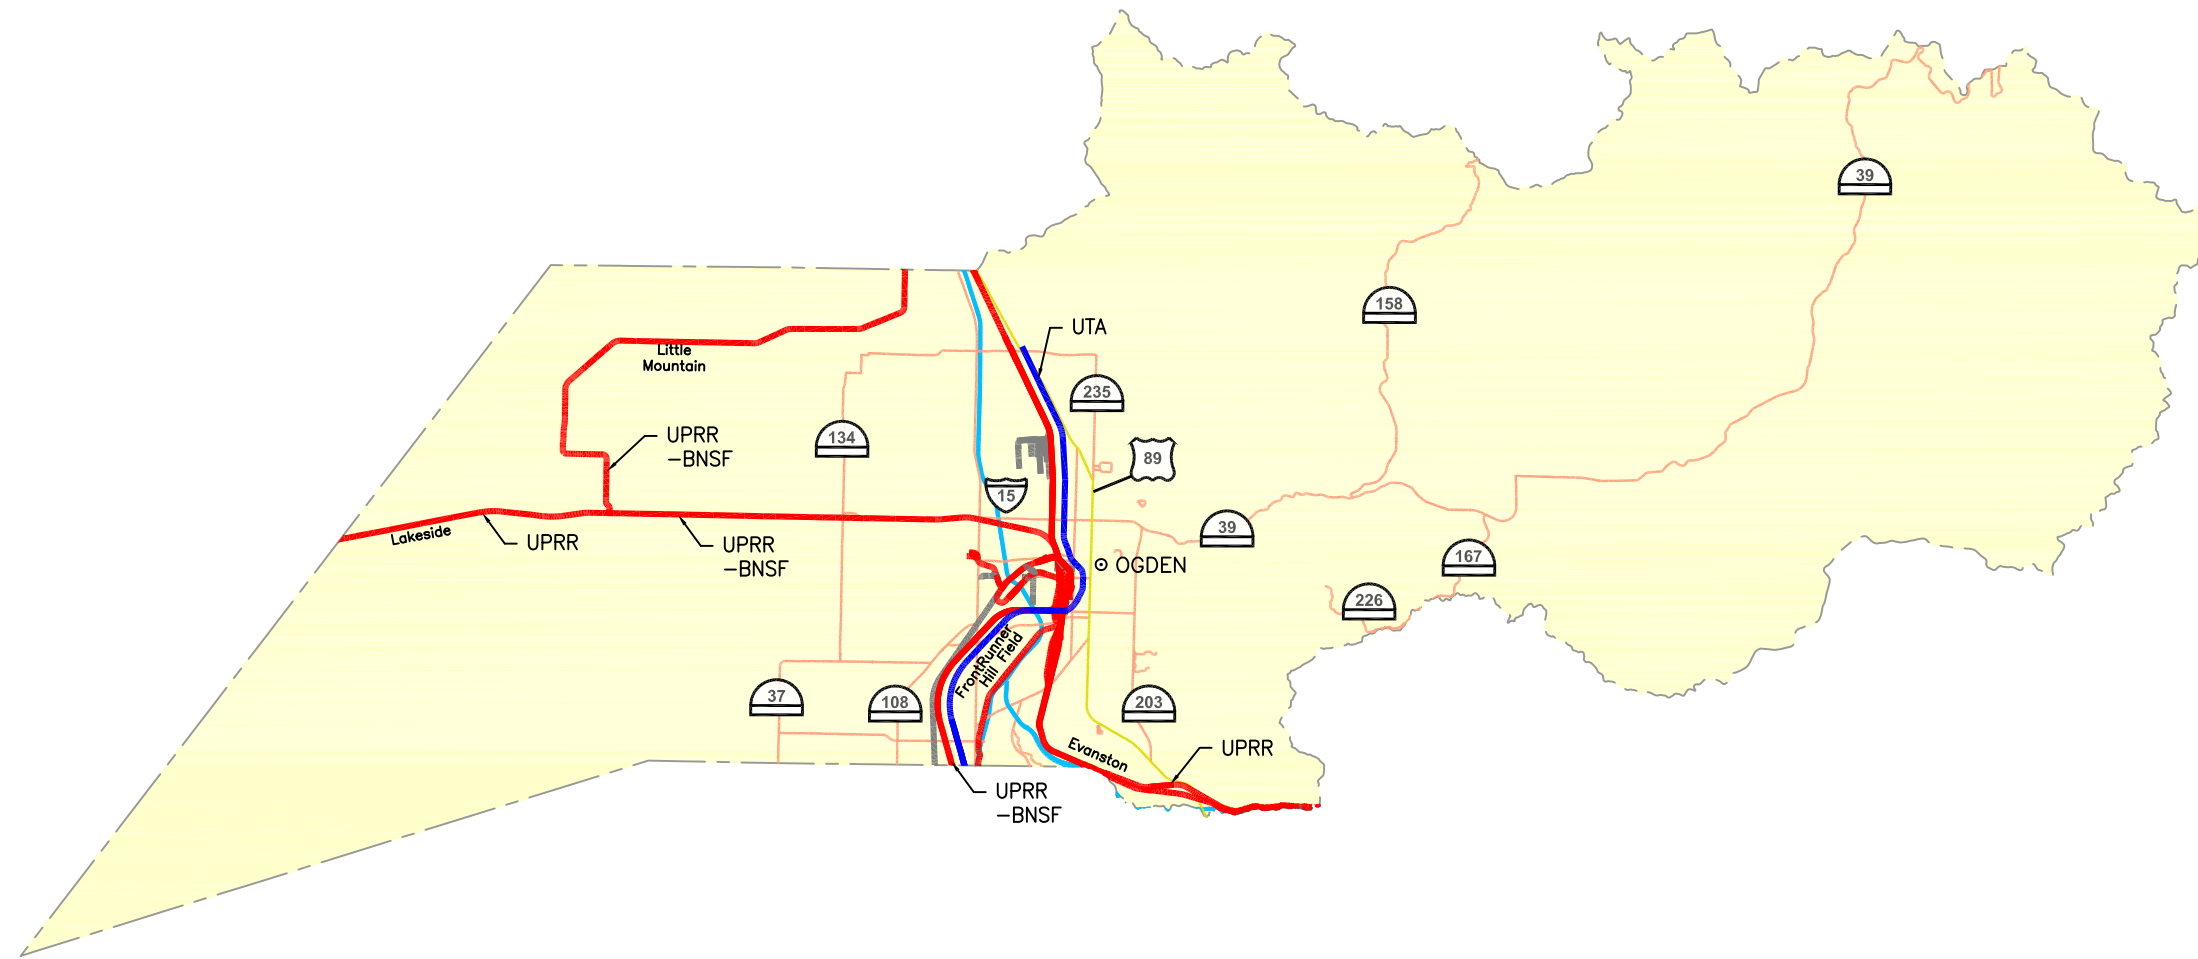 39
158
UTA
Little
Mountain
235
134
UPRR
-BNSF
89
15
Lakeside
UPRR
UPRR
-BNSF
39
OGDEN
167
226
FrontRunner
Hill Field
37
108
203
Evanston
UPRR
UPRR
-BNSF